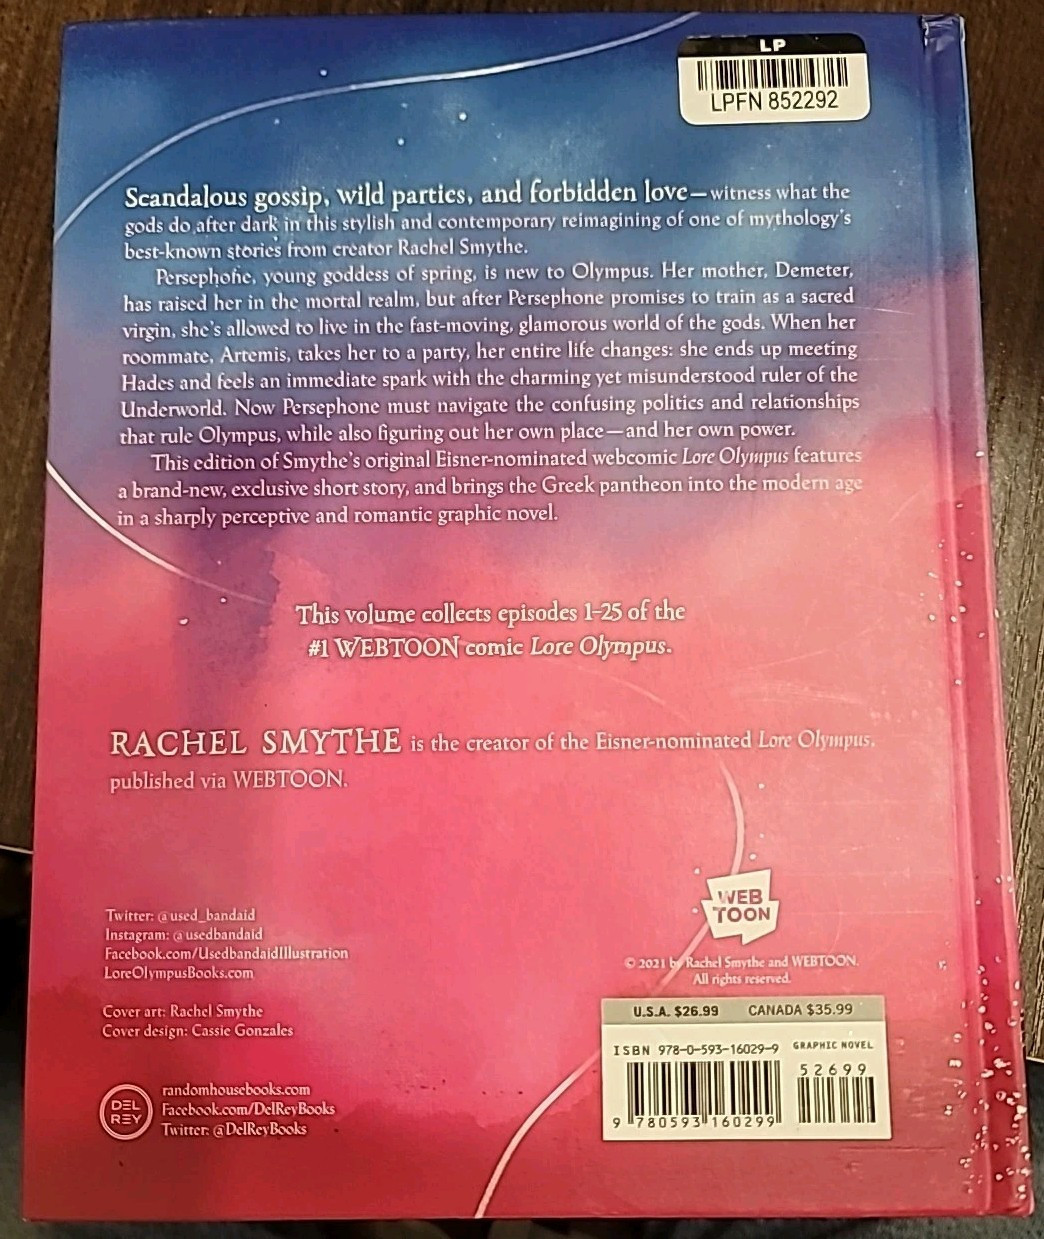 LP
LPFN 852292
Scandalous gossip, wild parties, and forbidden love—witness what the
gods do after dark in this stylish and contemporary reimagining of one of mythology's
best-known stories from creator Rachel Smythe.
Persephone, young goddess of spring, is new to Olympus. Her mother, Demeter,
has raised her in the mortal realm, but after Persephone promises to train as a sacred
virgin, she's allowed to live in the fast-moving, glamorous world of the gods. When her
roommate, Artemis, takes her to a party, her entire life changes: she ends up meeting
Hades and feels an immediate spark with the charming yet misunderstood ruler of the
Underworld. Now Persephone must navigate the confusing politics and relationships
that rule Olympus, while also figuring out her own place—and her own power.
This edition of Smythe's original Eisner-nominated webcomic Lore Olympus features
a brand-new, exclusive short story, and brings the Greek pantheon into the modern age
in a sharply perceptive and romantic graphic novel.
This volume collects episodes 1–25 of the
#1 WEBTOON comic Lore Olympus.
RACHEL SMYTHE is the creator of the Eisner-nominated Lore Olympus,
published via WEBTOON.
Twitter: @used_bandaid
Instagram: @usedbandaid
Facebook.com/UsedbandaidIllustration
LoreOlympusBooks.com
Cover art: Rachel Smythe
Cover design: Cassie Gonzales
DEL
REY
randomhousebooks.com
Facebook.com/DelReyBooks
Twitter: @DelReyBooks
WEB
TOON
© 2021 by Rachel Smythe and WEBTOON.
All rights reserved.
U.S.A. $26.99 CANADA $35.99
ISBN 978-0-593-16029-9 GRAPHIC NOVEL
52699
9 780593 160299